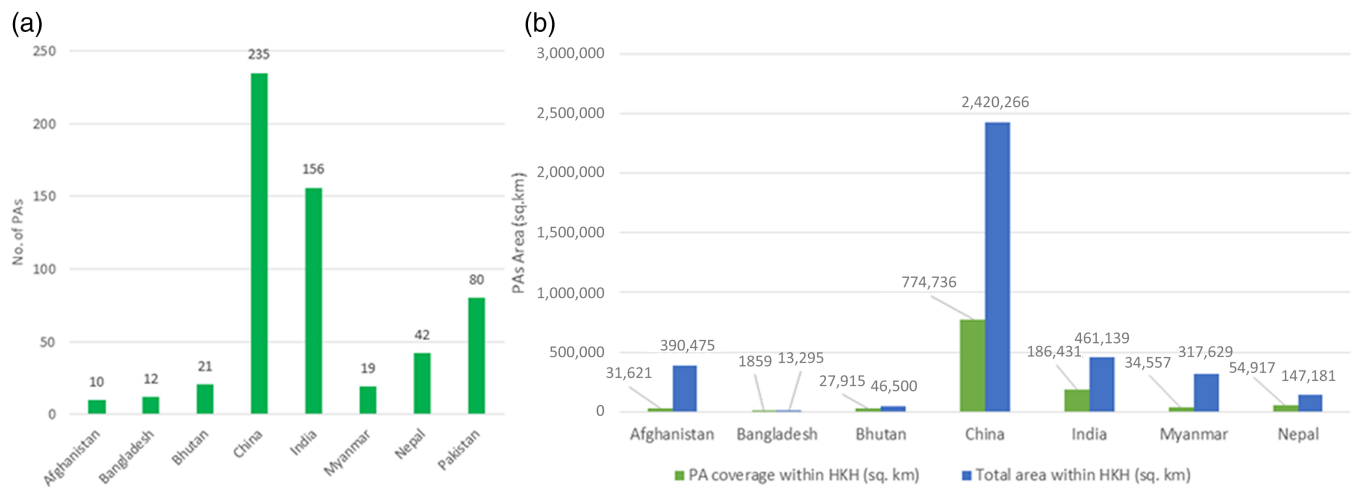 (a)
250
200
150
100
50
0
No. of PAs
10
12
21
235
156
19
42
80
Afghanistan
Bangladesh
Bhutan
China
India
Myanmar
Nepal
Pakistan
(b)
3,000,000
2,500,000
2,000,000
1,500,000
1,000,000
500,000
0
PAs Area (sq.km)
31,621
390,475
1859
13,295
27,915
46,500
774,736
2,420,266
186,431
461,139
34,557
317,629
54,917
147,181
Afghanistan
Bangladesh
Bhutan
China
India
Myanmar
Nepal
PA coverage within HKH (sq. km)
Total area within HKH (sq. km)